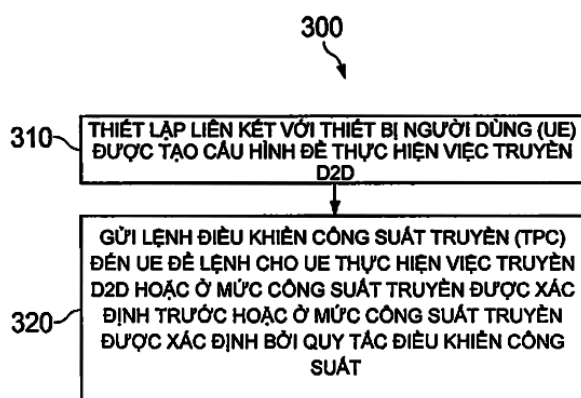 300
310
THIẾT LẬP LIÊN KẾT VỚI THIẾT BỊ NGƯỜI DÙNG (UE)
ĐƯỢC TẠO CẤU HÌNH ĐỂ THỰC HIỆN VIỆC TRUYỀN
D2D
320
GỬI LỆNH ĐIỀU KHIỂN CÔNG SUẤT TRUYỀN (TPC)
ĐẾN UE ĐỂ LỆNH CHO UE THỰC HIỆN VIỆC TRUYỀN
D2D HOẶC Ở MỨC CÔNG SUẤT TRUYỀN ĐƯỢC XÁC
ĐỊNH TRƯỚC HOẶC Ở MỨC CÔNG SUẤT TRUYỀN
ĐƯỢC XÁC ĐỊNH BỞI QUY TẮC ĐIỀU KHIỂN CÔNG
SUẤT